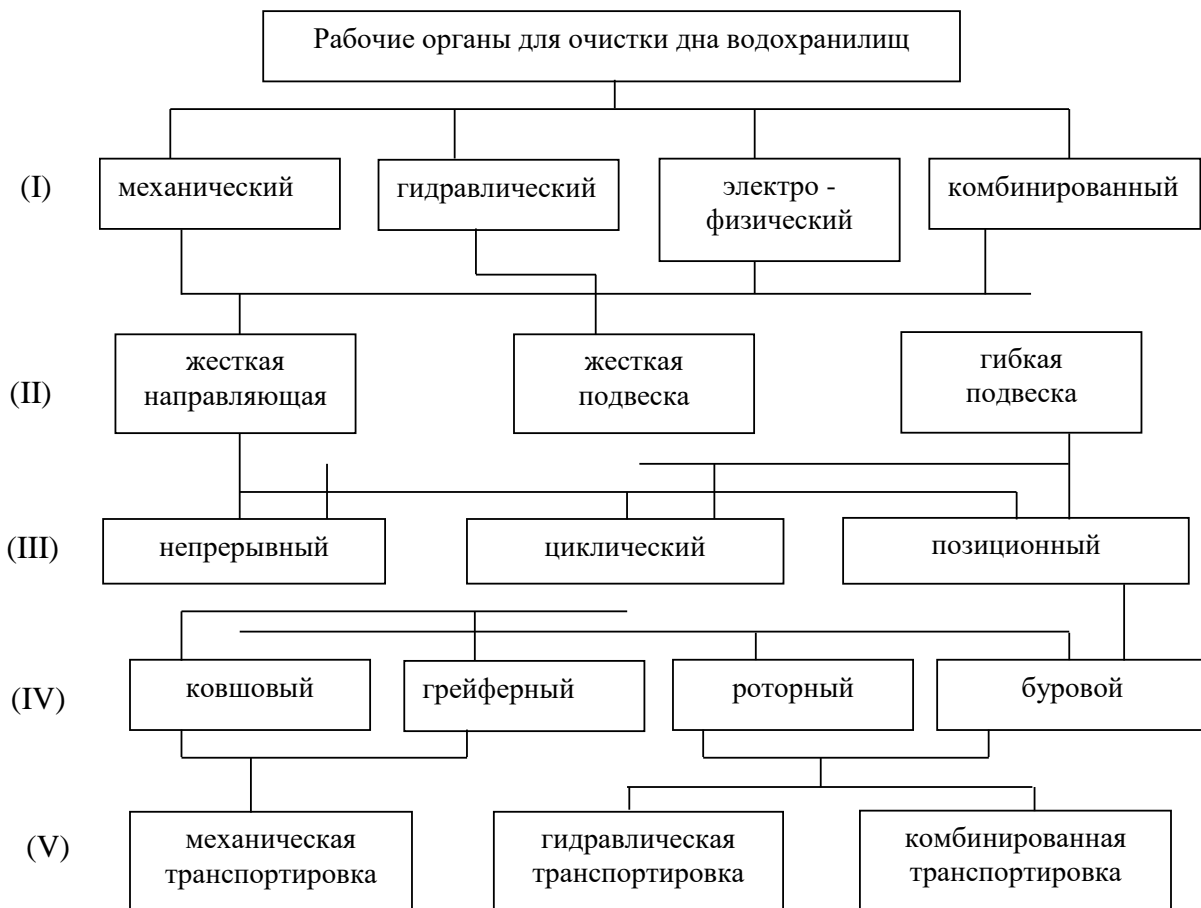 Рабочие органы для очистки дна водохранилищ
(I)
механический
гидравлический
электро -
физический
комбинированный
(II)
жесткая
направляющая
жесткая
подвеска
гибкая
подвеска
(III)
непрерывный
циклический
позиционный
(IV)
ковшовый
грейферный
роторный
буровой
(V)
механическая
транспортировка
гидравлическая
транспортировка
комбинированная
транспортировка